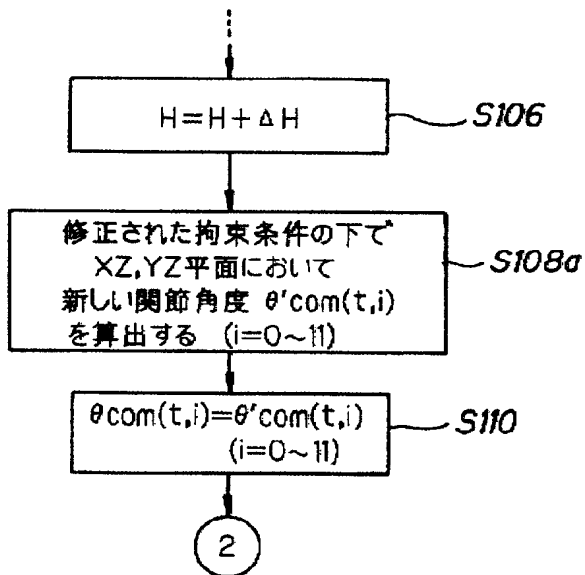 H=H+ΔH
S106
修正された拘束条件の下で
XZ,YZ平面において
新しい関節角度 θ'com(t,i)
を算出する (i=0~11)
S108a
θcom(t,i)=θ'com(t,i)
(i=0~11)
S110
2